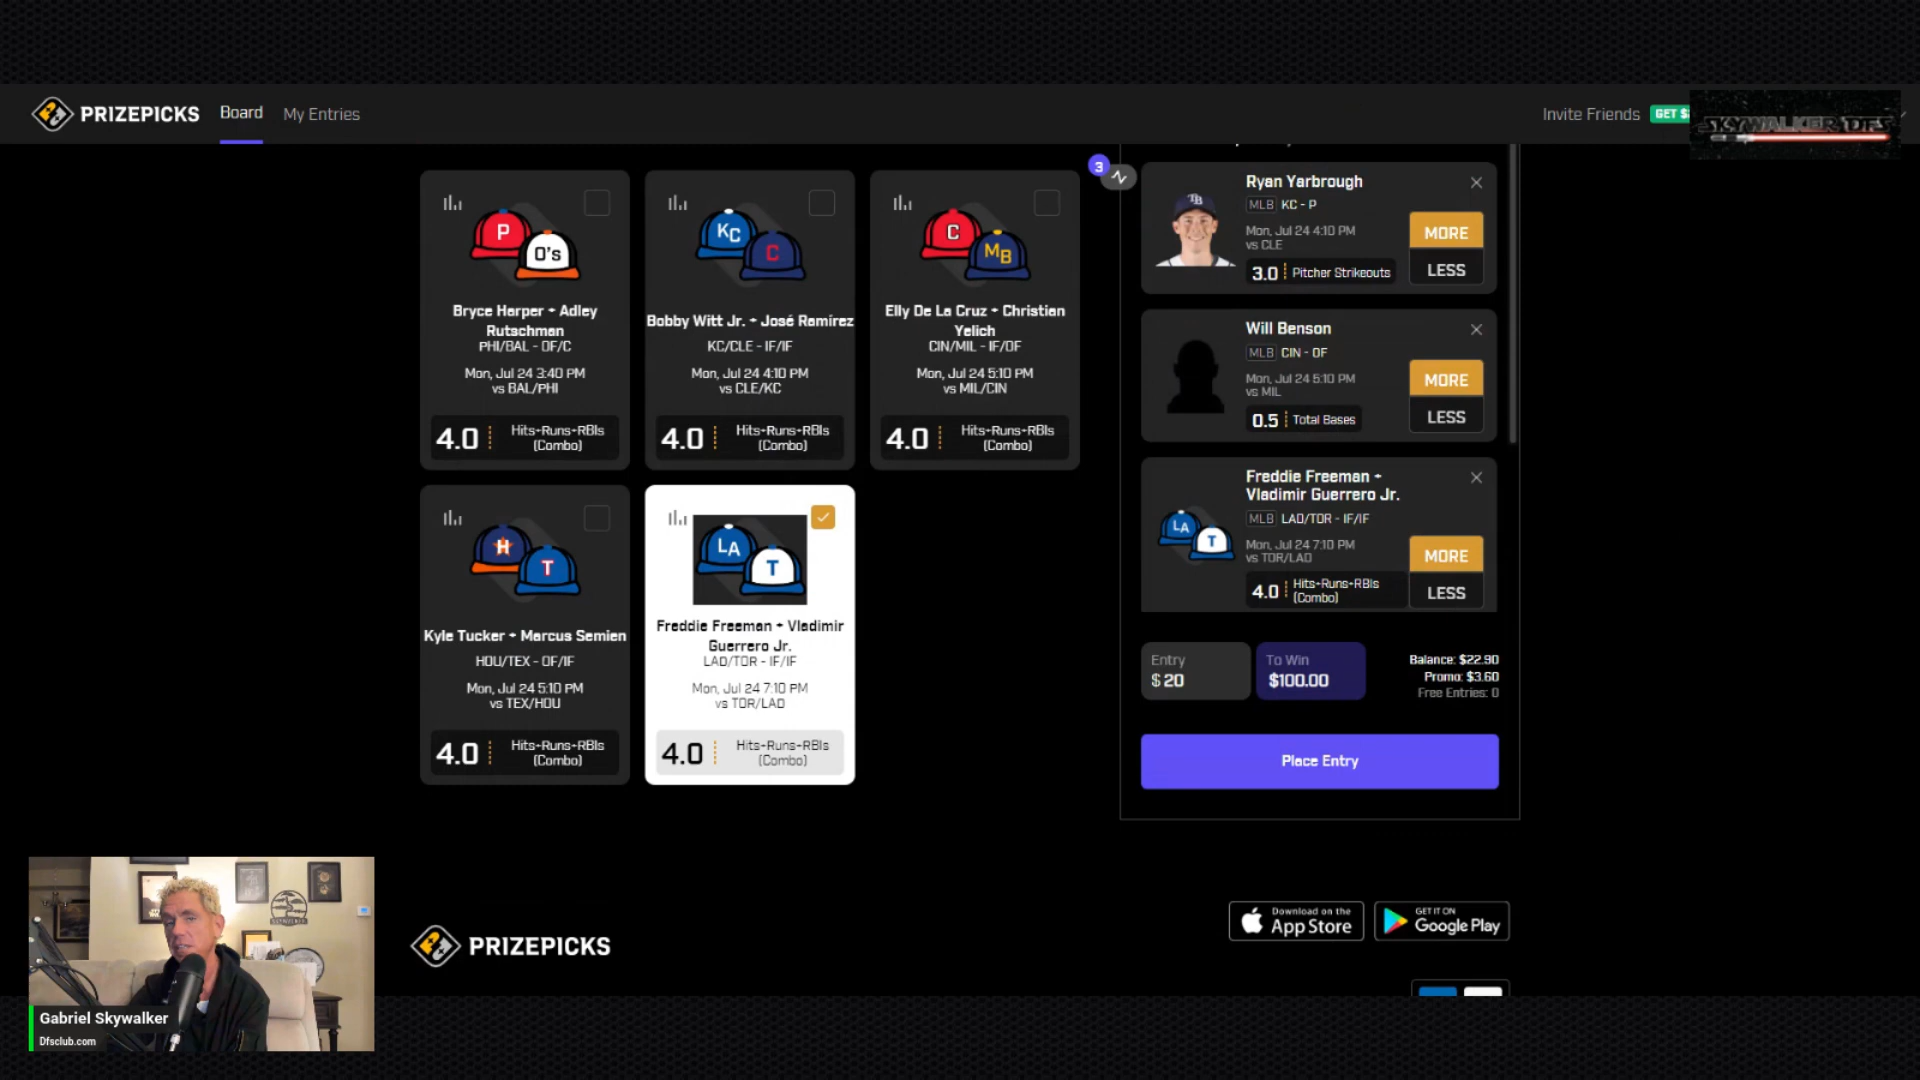 PRIZEPICKS
Board
My Entries
Invite Friends
GET $
SKYWALKER DFS
P
O's
Bryce Harper + Adley
Rutschman
PHI/BAL - OF/C
Mon, Jul 24 3:40 PM
vs BAL/PHI
4.0
Hits+Runs+RBIs
(Combo)
KC
C
Bobby Witt Jr. + José Ramírez
KC/CLE - IF/IF
Mon, Jul 24 4:10 PM
vs CLE/KC
4.0
Hits+Runs+RBIs
(Combo)
C
MB
Elly De La Cruz + Christian
Yelich
CIN/MIL - IF/OF
Mon, Jul 24 5:10 PM
vs MIL/CIN
4.0
Hits+Runs+RBIs
(Combo)
H
T
Kyle Tucker + Marcus Semien
HOU/TEX - OF/IF
Mon, Jul 24 5:10 PM
vs TEX/HOU
4.0
Hits+Runs+RBIs
(Combo)
LA
T
Freddie Freeman + Vladimir
Guerrero Jr.
LAD/TOR - IF/IF
Mon, Jul 24 7:10 PM
vs TOR/LAD
4.0
Hits+Runs+RBIs
(Combo)
3
TB
Ryan Yarbrough
MLB KC - P
Mon, Jul 24 4:10 PM
vs CLE
3.0 Pitcher Strikeouts
MORE
LESS
Will Benson
MLB CIN - OF
Mon, Jul 24 5:10 PM
vs MIL
0.5 Total Bases
MORE
LESS
LA
T
Freddie Freeman +
Vladimir Guerrero Jr.
MLB LAD/TOR - IF/IF
Mon, Jul 24 7:10 PM
vs TOR/LAD
4.0
Hits+Runs+RBIs
(Combo)
MORE
LESS
Entry
$ 20
To Win
$100.00
Balance: $22.90
Promo: $3.60
Free Entries: 0
Place Entry
PRIZEPICKS
Download on the
App Store
GET IT ON
Google Play
Gabriel Skywalker
Dfsclub.com